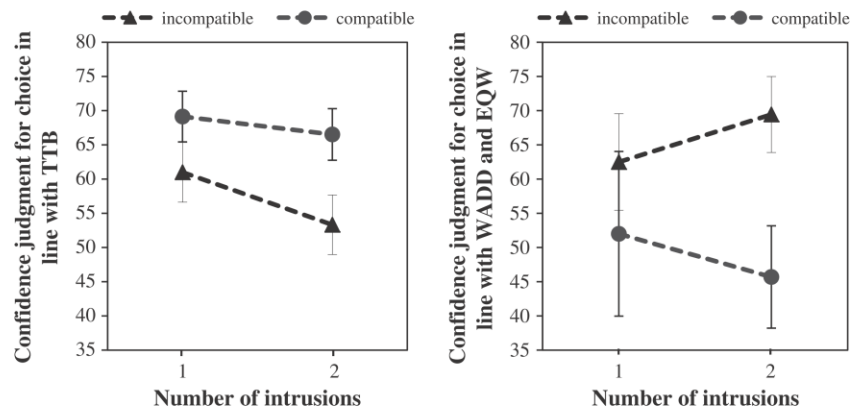 incompatible compatible
Confidence judgment for choice in
line with TTB
80
75
70
65
60
55
50
45
40
35
1 2
Number of intrusions
incompatible compatible
Confidence judgment for choice in
line with WADD and EQW
80
75
70
65
60
55
50
45
40
35
1 2
Number of intrusions